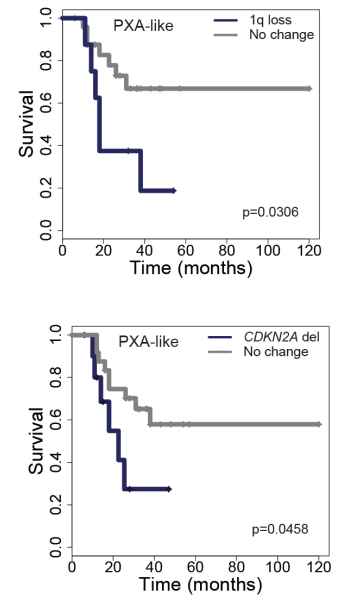 PXA-like
1q loss
No change
1.0
0.8
0.6
0.4
0.2
0.0
Survival
p=0.0306
0 20 40 60 80 100 120
Time (months)
PXA-like
CDKN2A del
No change
1.0
0.8
0.6
0.4
0.2
0.0
Survival
p=0.0458
0 20 40 60 80 100 120
Time (months)